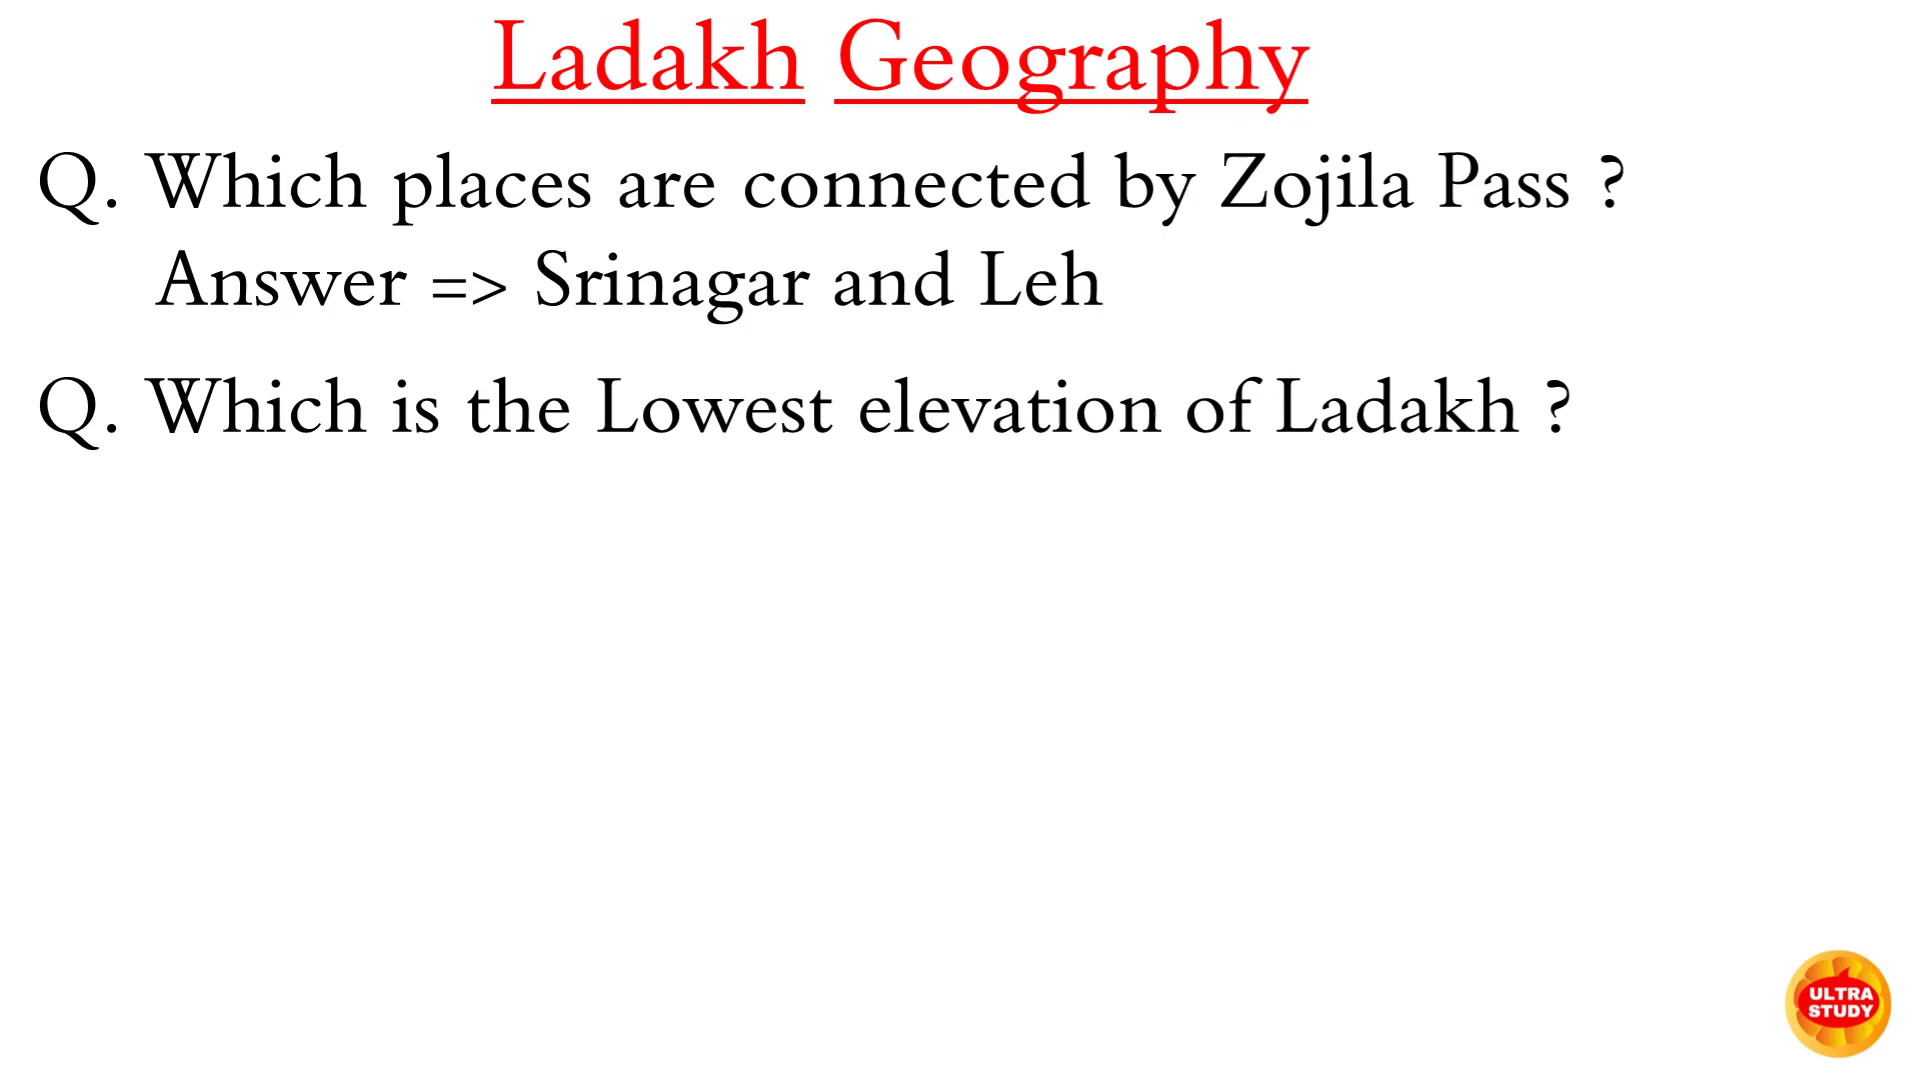 Ladakh Geography
Q. Which places are connected by Zojila Pass ?
Answer => Srinagar and Leh
Q. Which is the Lowest elevation of Ladakh ?
ULTRA
STUDY